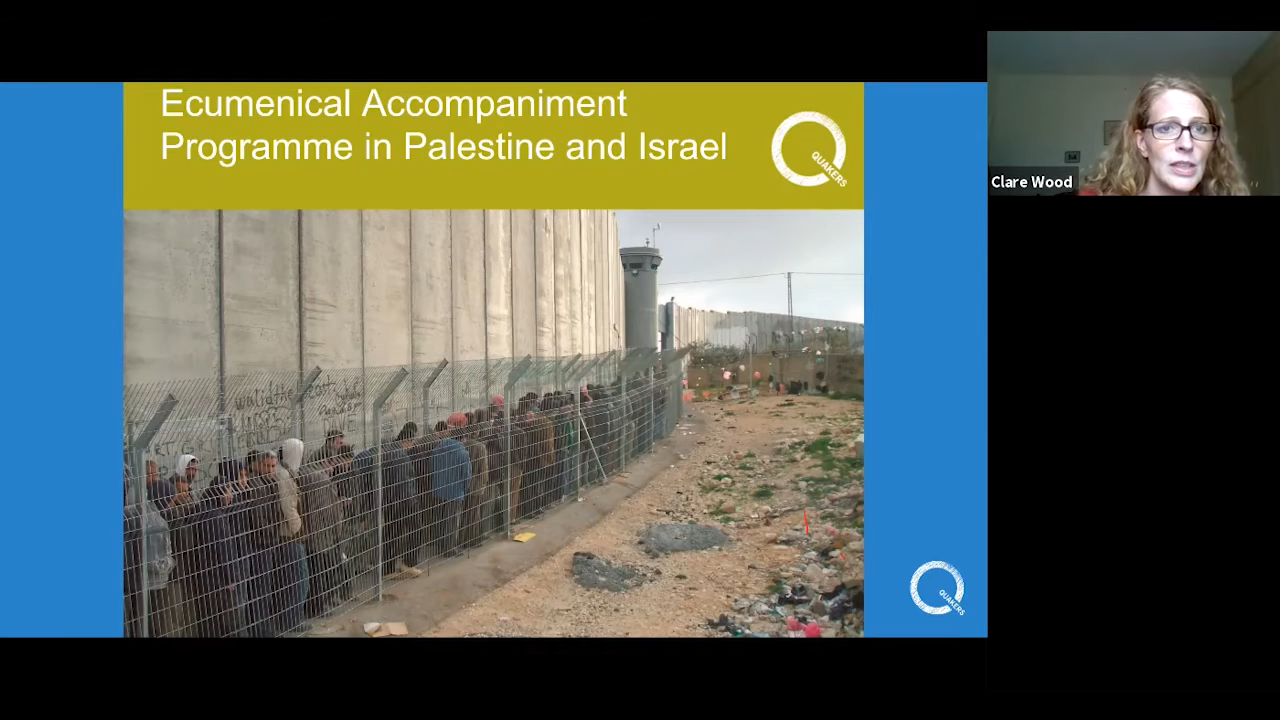 Ecumenical Accompaniment
Programme in Palestine and Israel
QUAKERS
Clare Wood
QUAKERS